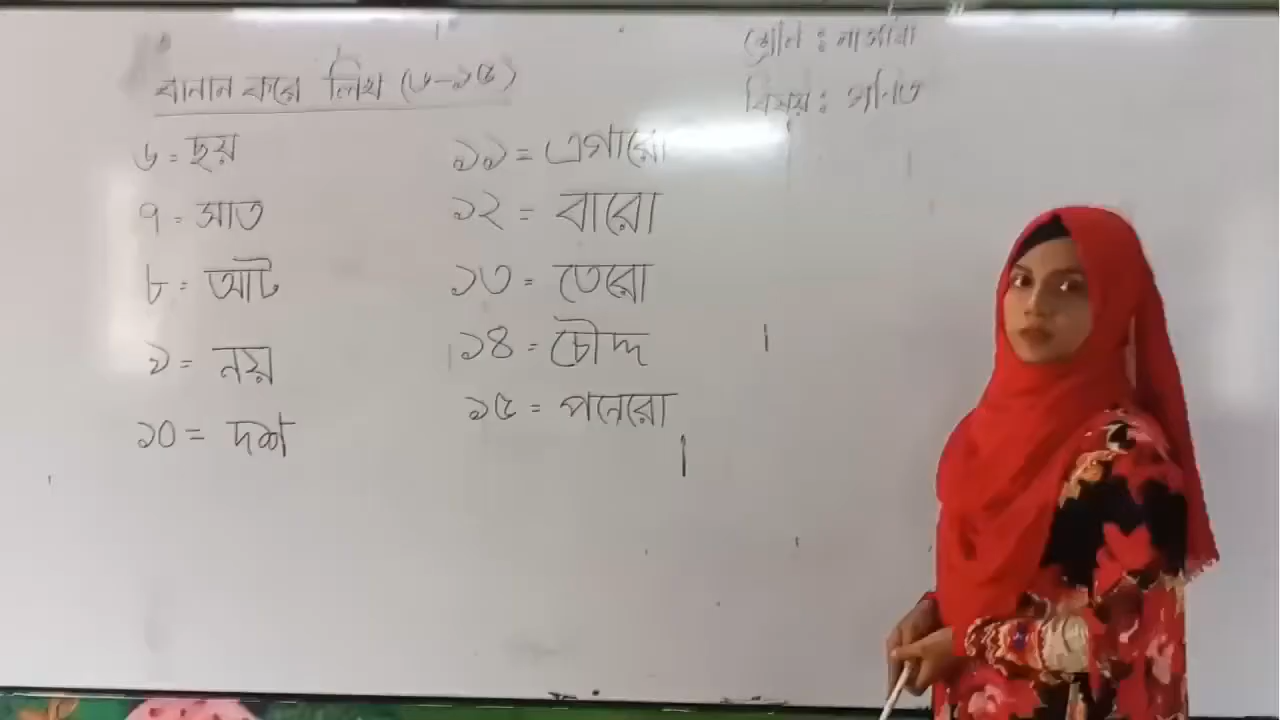 শ্রেণি : নার্সারী
বিষয় : গণিত
বানান করে লিখ (৬-১৫)
৬ = ছয়
৭ = সাত
৮ = আট
৯ = নয়
১০ = দশ
১১ = এগারো
১২ = বারো
১৩ = তেরো
১৪ = চৌদ্দ
১৫ = পনেরো